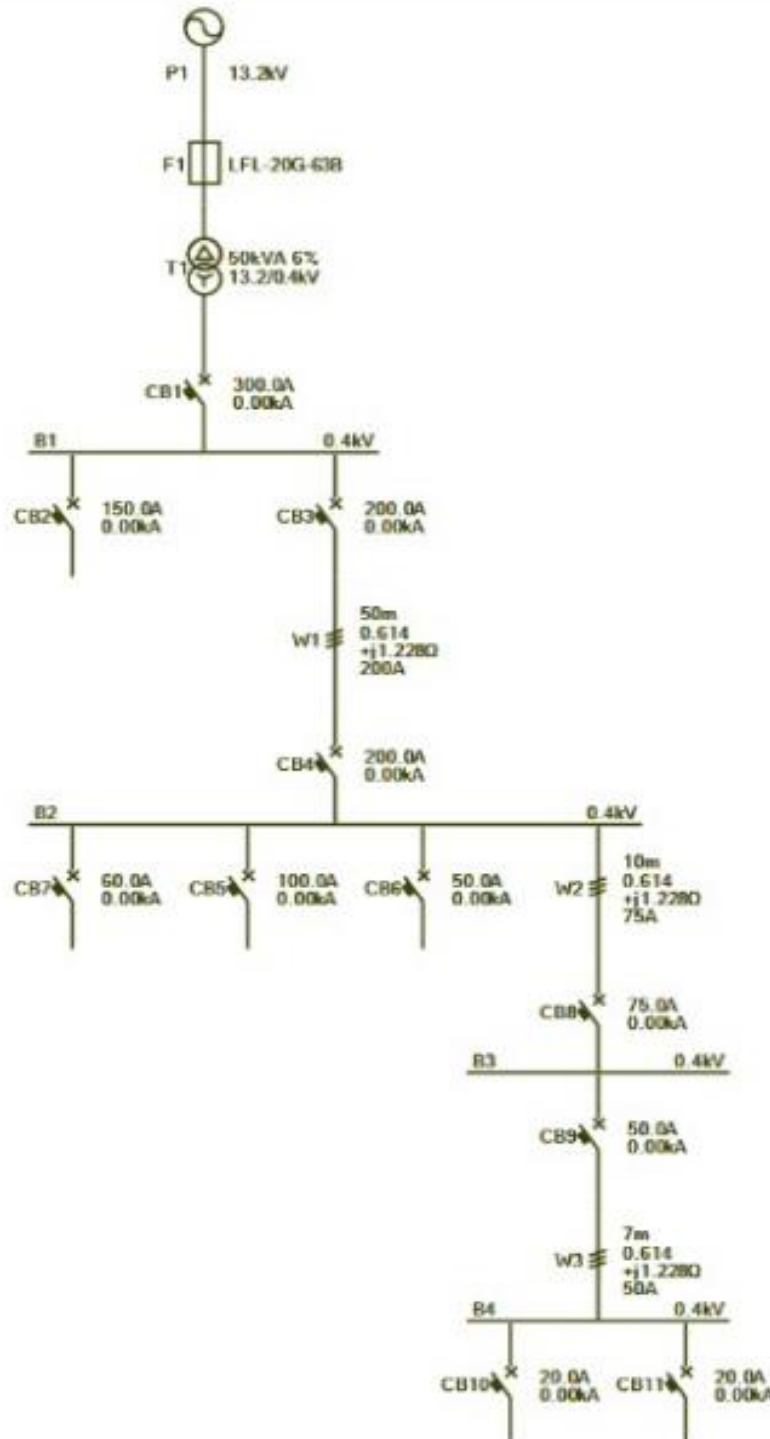 P1 13.2kV
F1 LFL-20G-63B
T1 50kVA 6%
13.2/0.4kV
CB1 300.0A
0.00kA
B1 0.4kV
CB2 150.0A
0.00kA
CB3 200.0A
0.00kA
W1 50m
0.614
+j1.228Ω
200A
CB4 200.0A
0.00kA
B2 0.4kV
CB7 60.0A
0.00kA
CB5 100.0A
0.00kA
CB6 50.0A
0.00kA
W2 10m
0.614
+j1.228Ω
75A
CB8 75.0A
0.00kA
B3 0.4kV
CB9 50.0A
0.00kA
W3 7m
0.614
+j1.228Ω
50A
B4 0.4kV
CB10 20.0A
0.00kA
CB11 20.0A
0.00kA